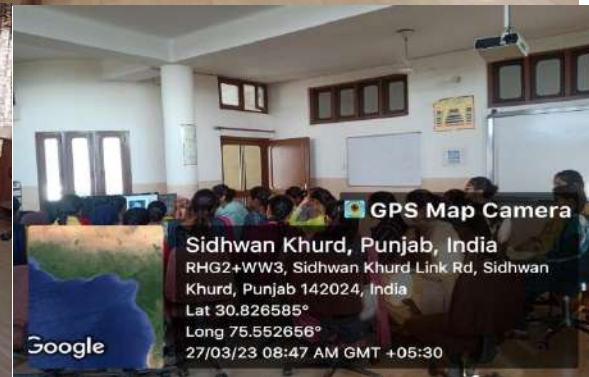 GPS Map Camera
Sidhwan Khurd, Punjab, India
RHG2+WW3, Sidhwan Khurd Link Rd, Sidhwan
Khurd, Punjab 142024, India
Lat 30.826585°
Long 75.552656°
27/03/23 08:47 AM GMT +05:30
Google